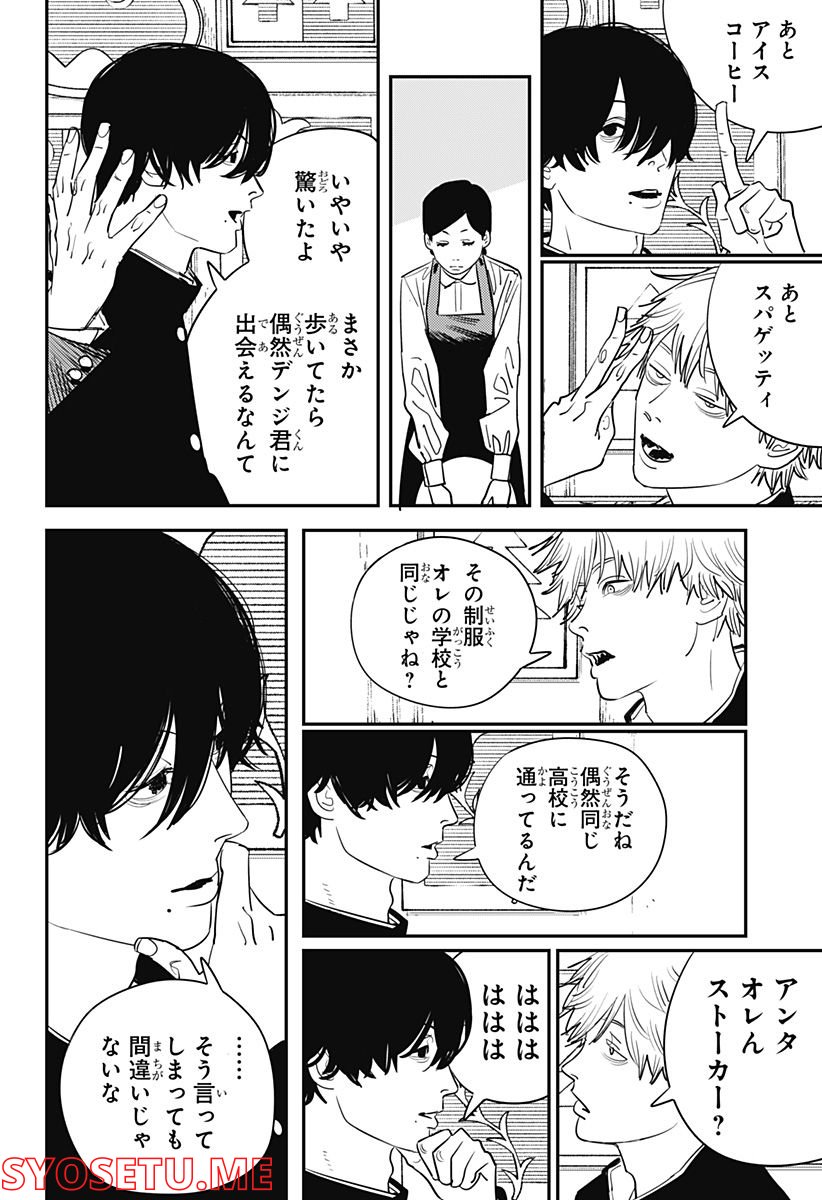 あと
アイス
コーヒー
あと
スパゲッティ
いやいや
驚いたよ
まさか
歩いてたら
偶然デンジ君に
出会えるなんて
その制服
オレの学校と
同じじゃね?
そうだね
偶然同じ
高校に
通ってるんだ
アンタ
オレん
ストーカー?
ははは
ははは
……
そう言って
しまっても
間違いじゃ
ないな
SYOSETU.ME